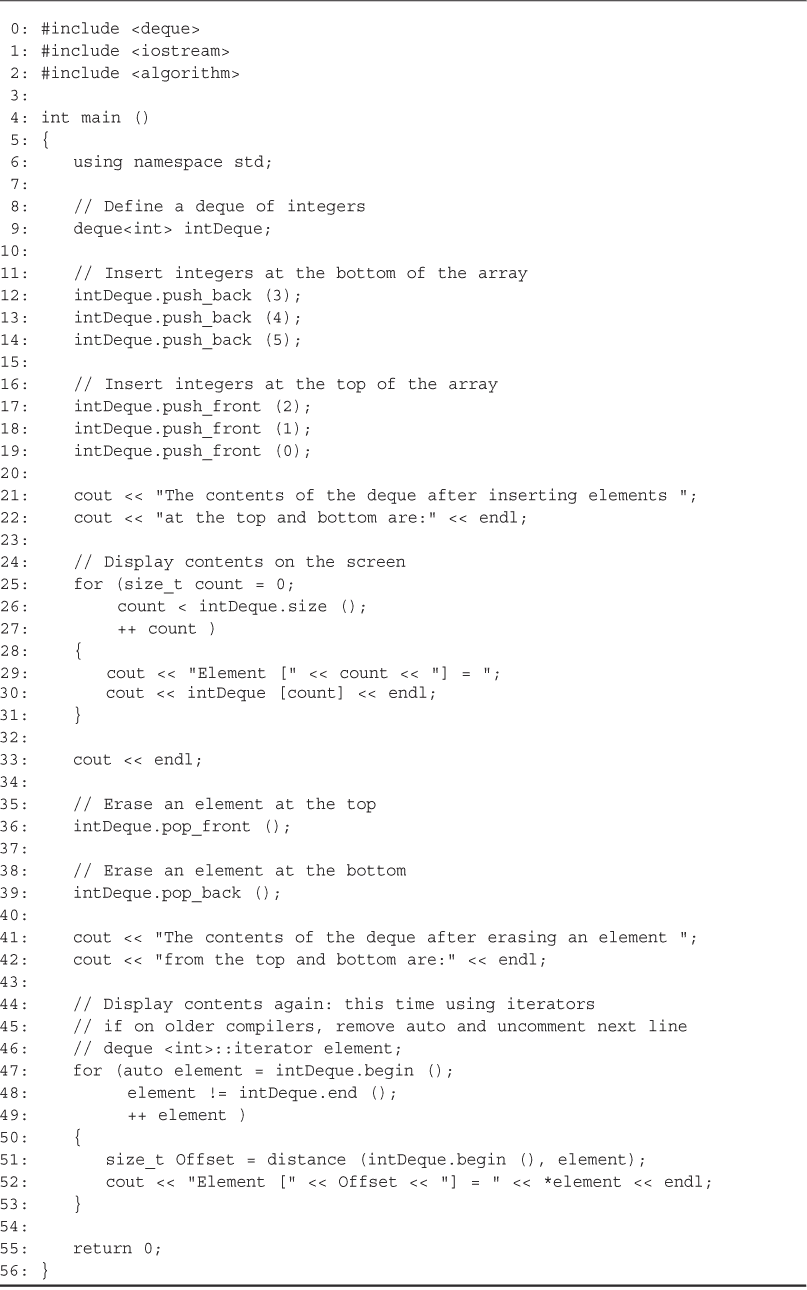 0: #include <deque>
1: #include <iostream>
2: #include <algorithm>
3:
4: int main ()
5: {
6:    using namespace std;
7:
8:    // Define a deque of integers
9:    deque<int> intDeque;
10:
11:    // Insert integers at the bottom of the array
12:    intDeque.push_back (3);
13:    intDeque.push_back (4);
14:    intDeque.push_back (5);
15:
16:    // Insert integers at the top of the array
17:    intDeque.push_front (2);
18:    intDeque.push_front (1);
19:    intDeque.push_front (0);
20:
21:    cout << "The contents of the deque after inserting elements ";
22:    cout << "at the top and bottom are:" << endl;
23:
24:    // Display contents on the screen
25:    for (size_t count = 0;
26:        count < intDeque.size ();
27:        ++ count )
28:    {
29:       cout << "Element [" << count << "] = ";
30:       cout << intDeque [count] << endl;
31:    }
32:
33:    cout << endl;
34:
35:    // Erase an element at the top
36:    intDeque.pop_front ();
37:
38:    // Erase an element at the bottom
39:    intDeque.pop_back ();
40:
41:    cout << "The contents of the deque after erasing an element ";
42:    cout << "from the top and bottom are:" << endl;
43:
44:    // Display contents again: this time using iterators
45:    // if on older compilers, remove auto and uncomment next line
46:    // deque <int>::iterator element;
47:    for (auto element = intDeque.begin ();
48:         element != intDeque.end ();
49:         ++ element )
50:    {
51:       size_t Offset = distance (intDeque.begin (), element);
52:       cout << "Element [" << Offset << "] = " << *element << endl;
53:    }
54:
55:    return 0;
56: }